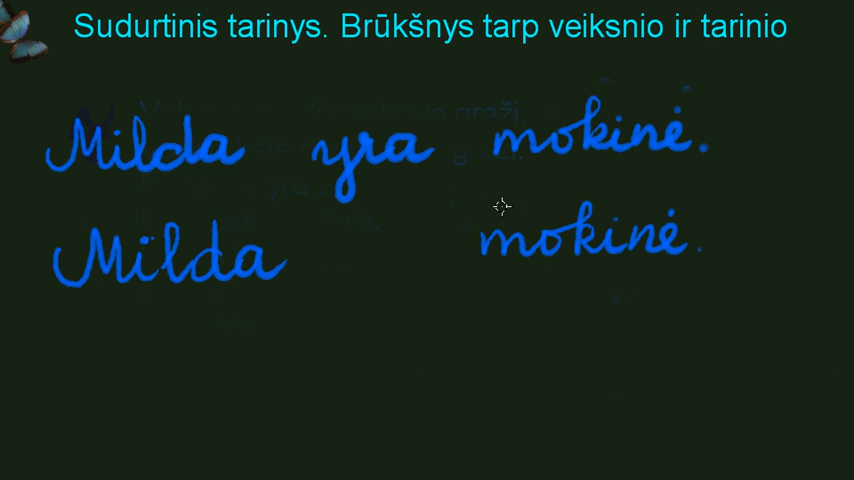 Sudurtinis tarinys. Brūkšnys tarp veiksnio ir tarinio
Milda yra mokinė.
Milda mokinė.